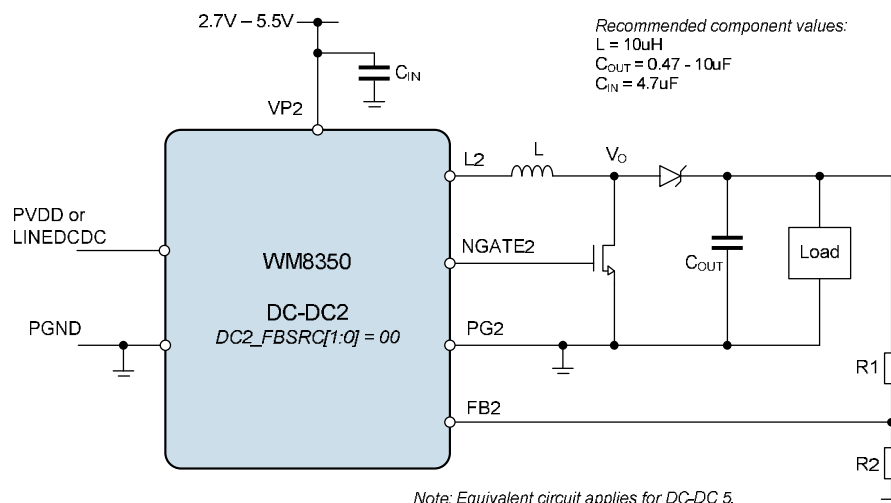 2.7V – 5.5V
Recommended component values:
L = 10uH
COUT = 0.47 - 10uF
CIN = 4.7uF
CIN
VP2
L2
L
VO
PVDD or
LINEDCDC
WM8350
NGATE2
COUT
Load
DC-DC2
DC2_FBSRC[1:0] = 00
PGND
PG2
R1
FB2
R2
Note: Equivalent circuit applies for DC-DC 5.